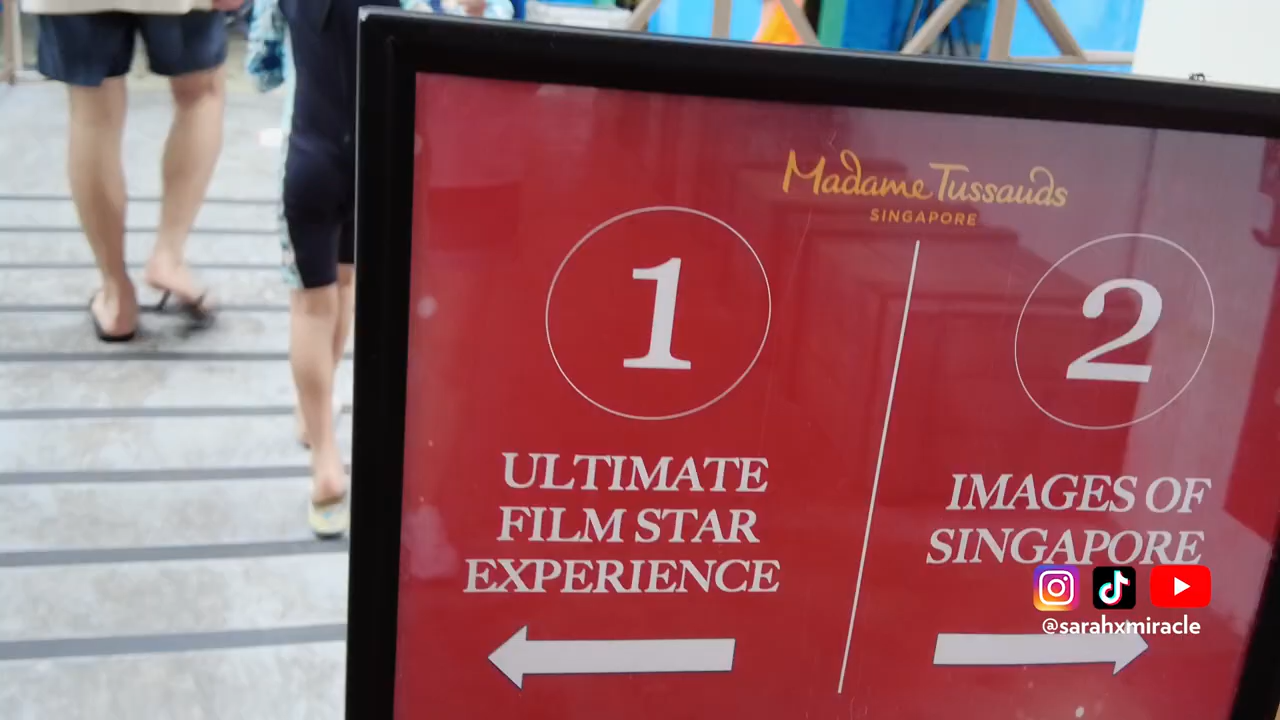 Madame Tussauds
SINGAPORE
1
ULTIMATE
FILM STAR
EXPERIENCE
2
IMAGES OF
SINGAPORE
@sarahxmiracle